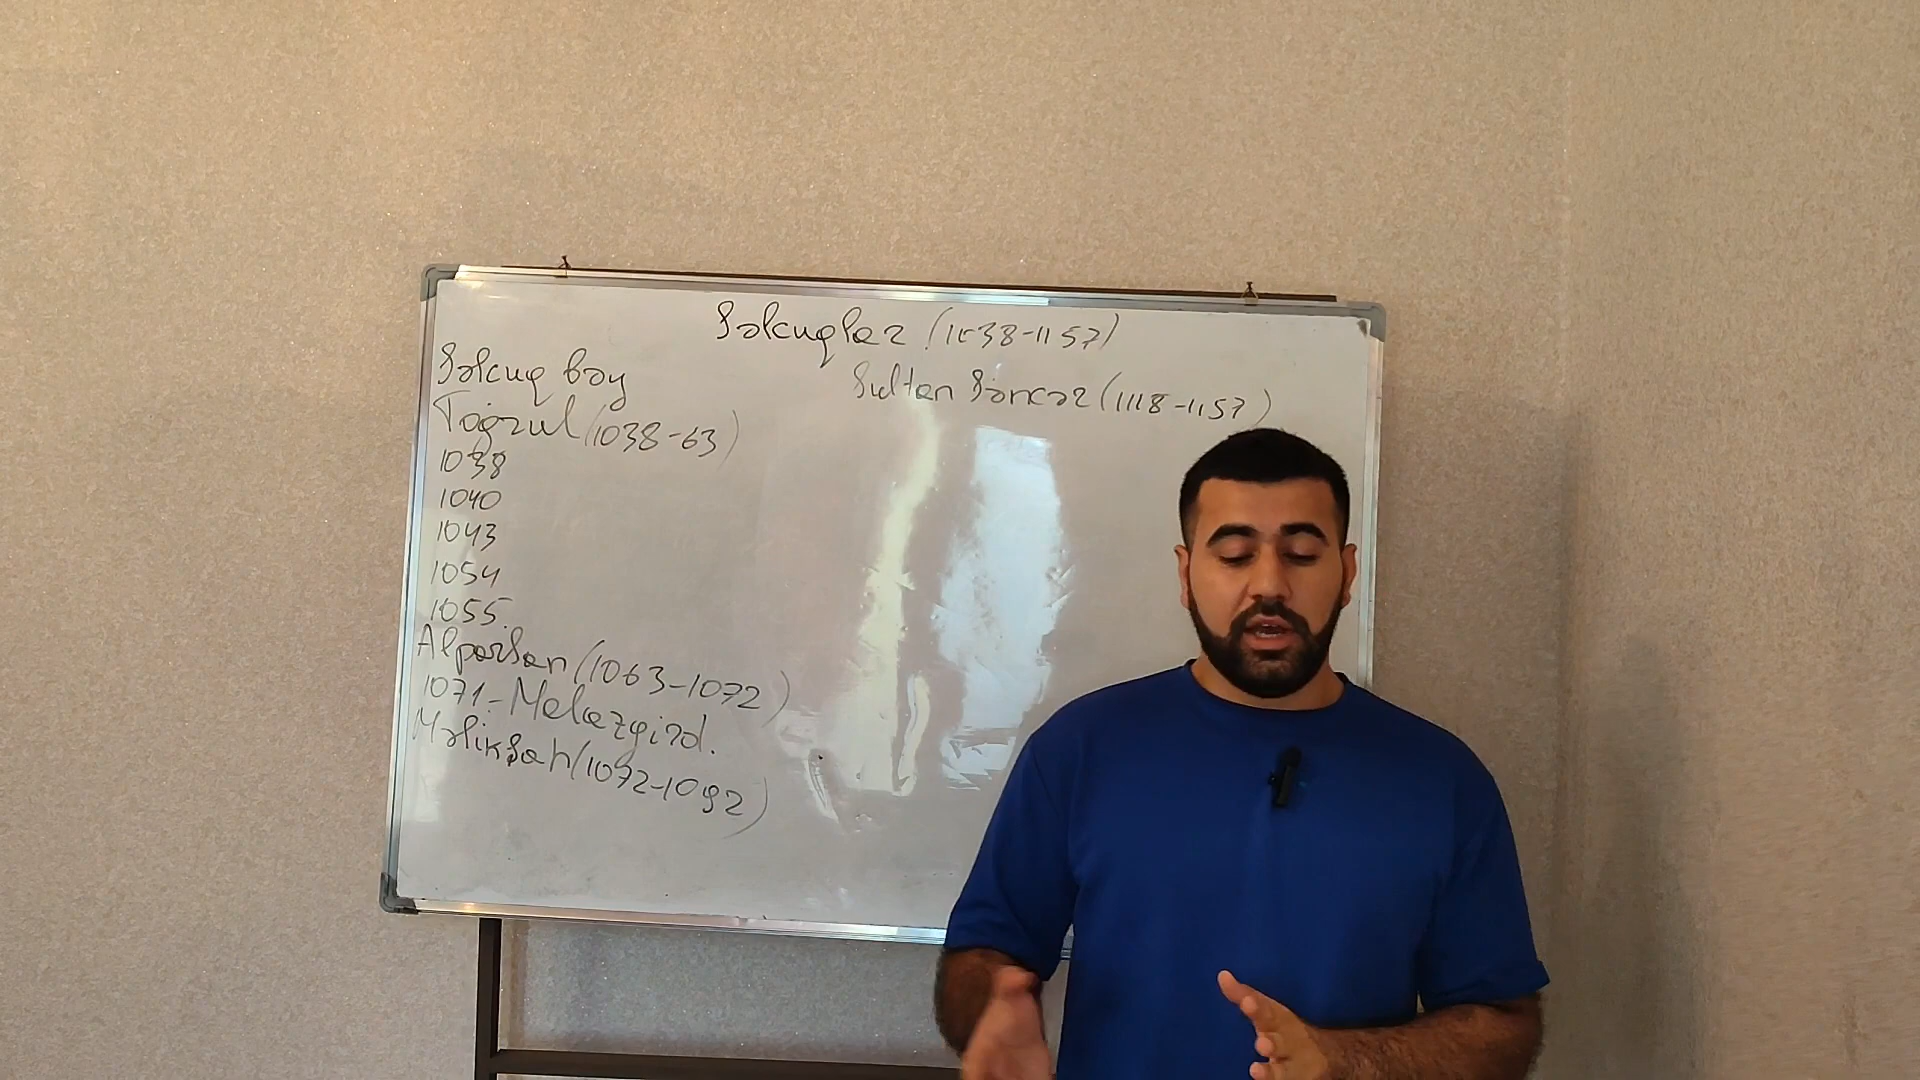 Səlcuqlar (1038-1157)
Səlcuq bəy
Sultan Səncər (1118-1157)
Toğrul (1038-63)
1038
1040
1043
1054
1055.
Alparslan (1063-1072)
1071-Malazgird.
Məlikşah (1072-1092)